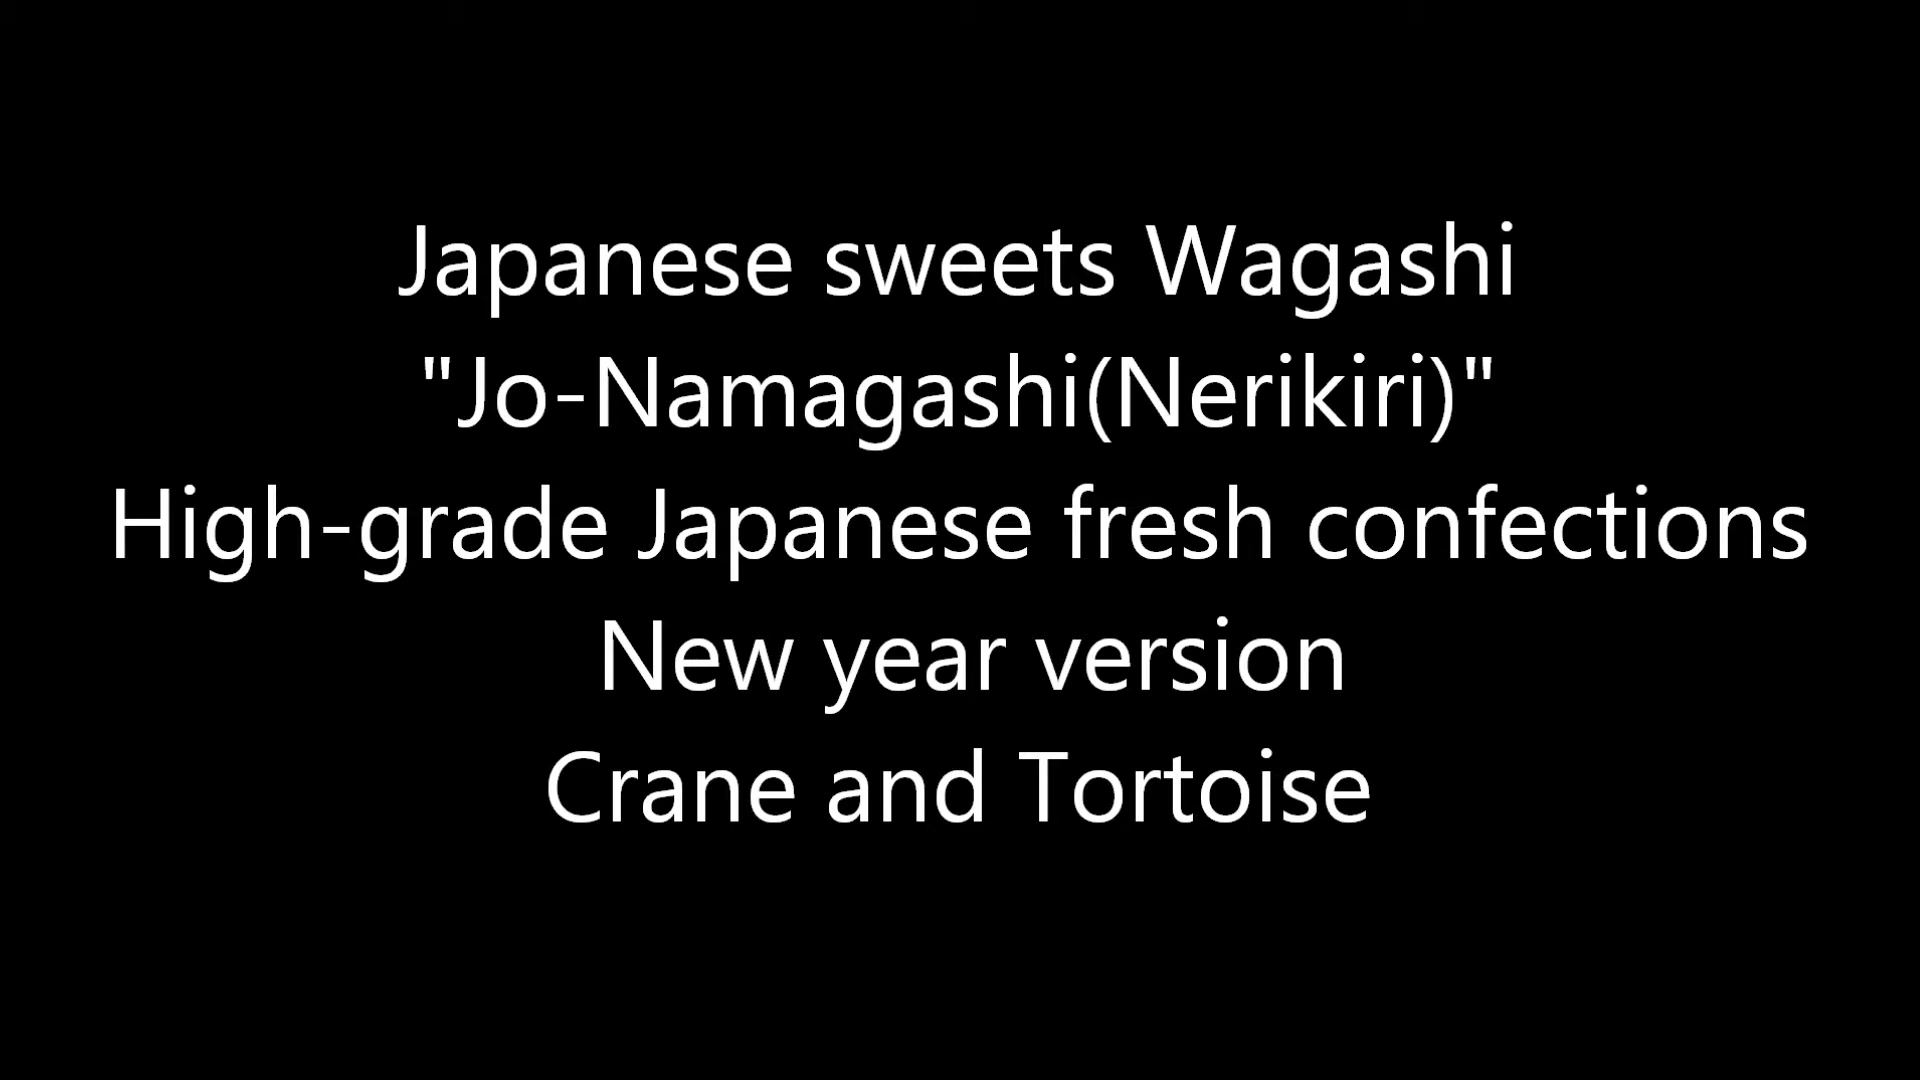 Japanese sweets Wagashi
"Jo-Namagashi(Nerikiri)"
High-grade Japanese fresh confections
New year version
Crane and Tortoise